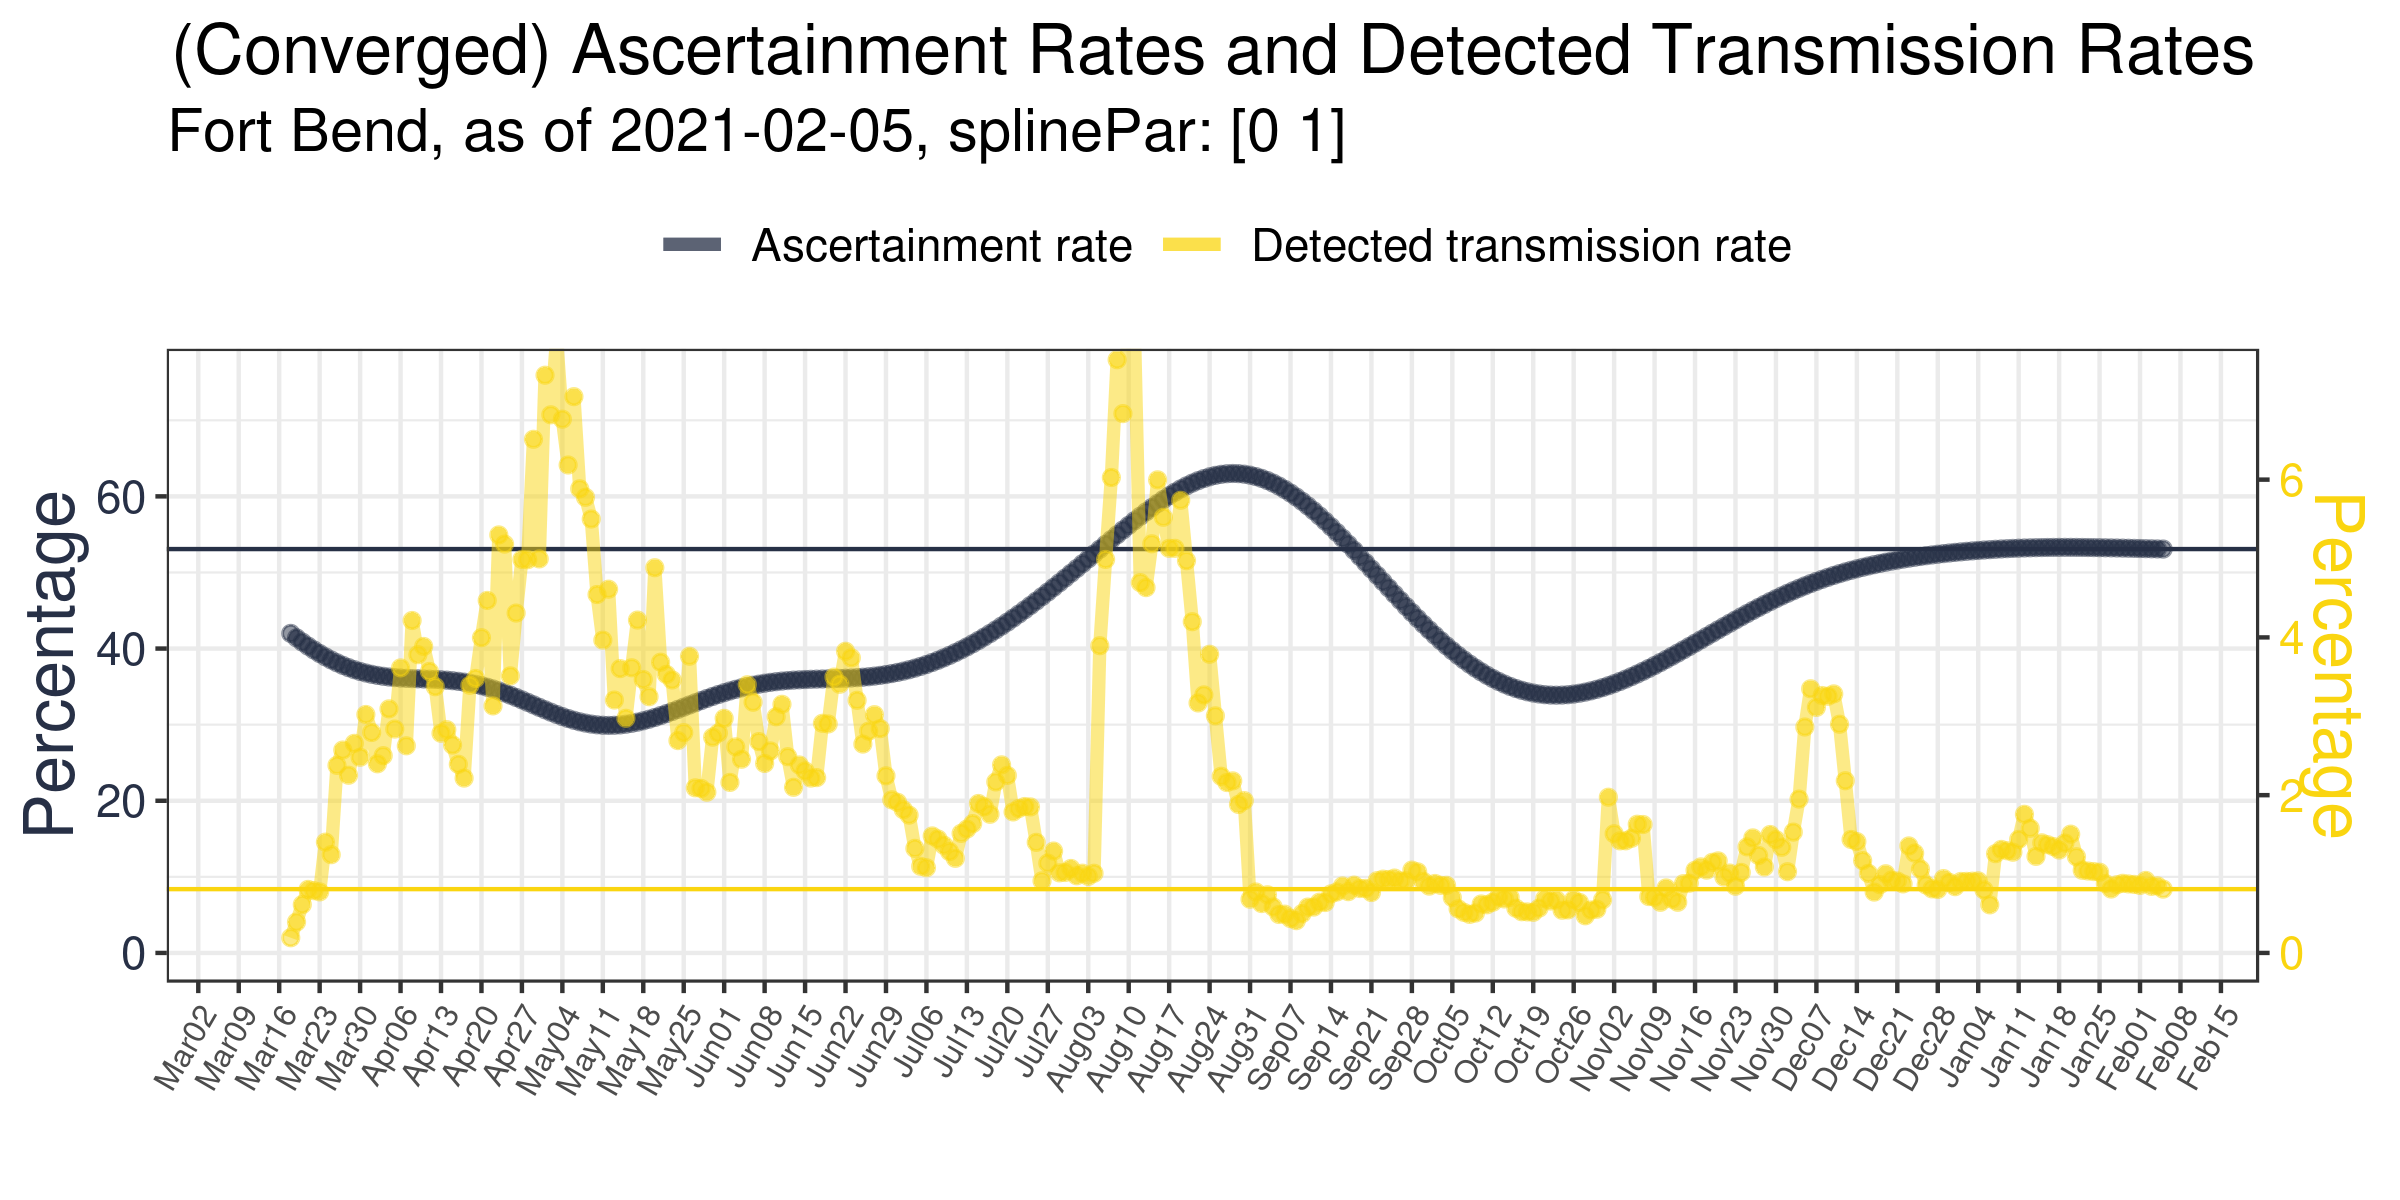 (Converged) Ascertainment Rates and Detected Transmission Rates
Fort Bend, as of 2021-02-05, splinePar: [0 1]
Ascertainment rate
Detected transmission rate
Percentage
60
40
20
0
6
4
2
0
Percentage
Mar02
Mar09
Mar16
Mar23
Mar30
Apr06
Apr13
Apr20
Apr27
May04
May11
May18
May25
Jun01
Jun08
Jun15
Jun22
Jun29
Jul06
Jul13
Jul20
Jul27
Aug03
Aug10
Aug17
Aug24
Aug31
Sep07
Sep14
Sep21
Sep28
Oct05
Oct12
Oct19
Oct26
Nov02
Nov09
Nov16
Nov23
Nov30
Dec07
Dec14
Dec21
Dec28
Jan04
Jan11
Jan18
Jan25
Feb01
Feb08
Feb15